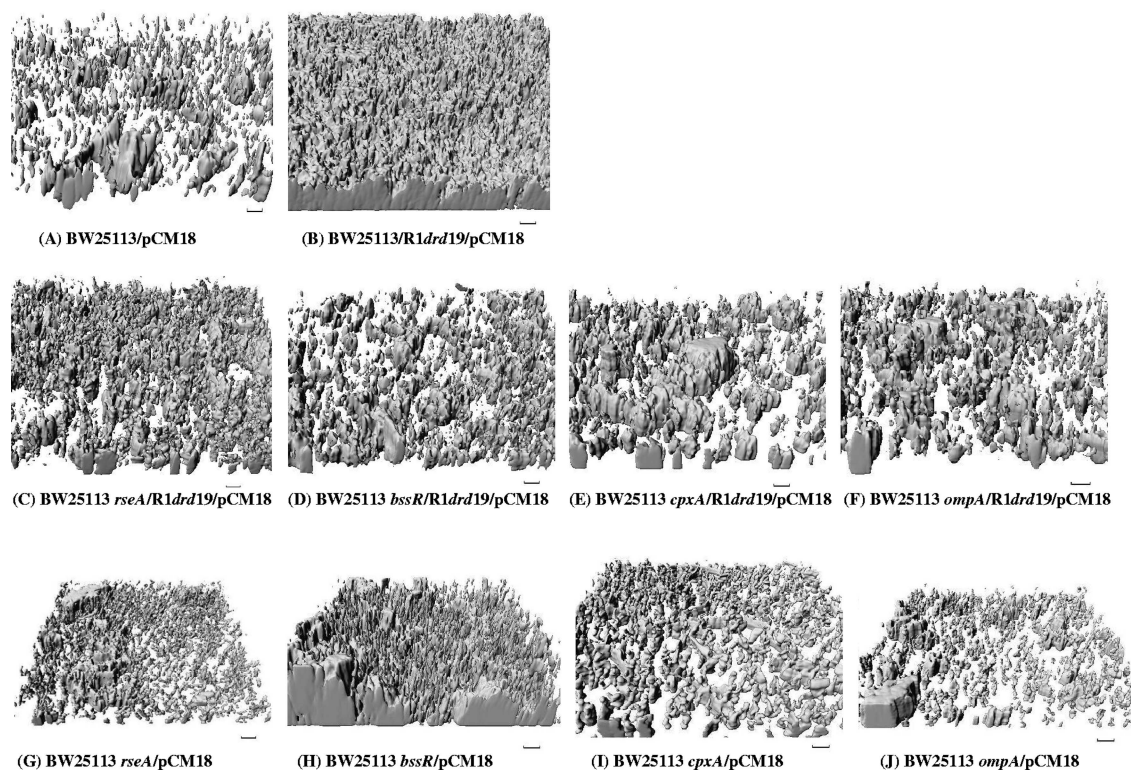 (A) BW25113/pCM18
(B) BW25113/R1drd19/pCM18
(C) BW25113 rseA/R1drd19/pCM18
(D) BW25113 bssR/R1drd19/pCM18
(E) BW25113 cpxA/R1drd19/pCM18
(F) BW25113 ompA/R1drd19/pCM18
(G) BW25113 rseA/pCM18
(H) BW25113 bssR/pCM18
(I) BW25113 cpxA/pCM18
(J) BW25113 ompA/pCM18